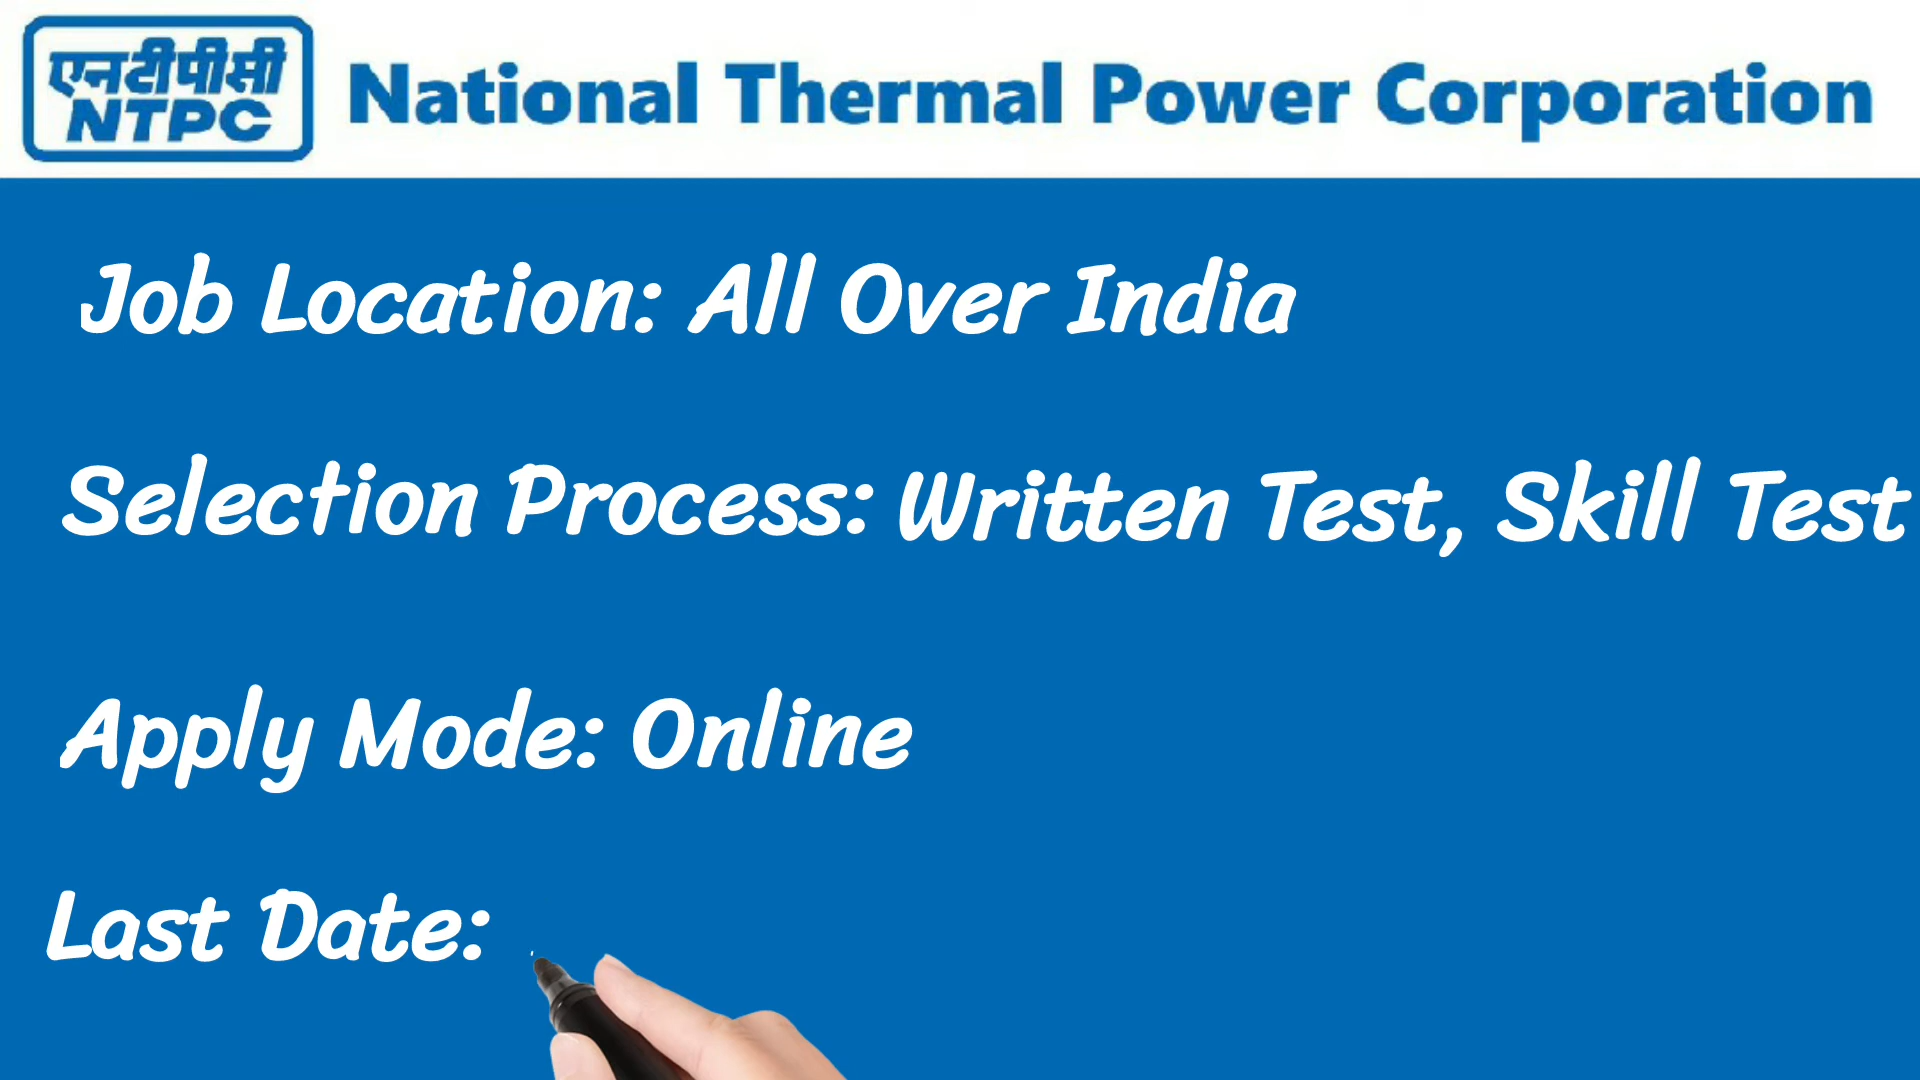 एनटीपीसी
NTPC
National Thermal Power Corporation
Job Location: All Over India
Selection Process: Written Test, Skill Test
Apply Mode: Online
Last Date: